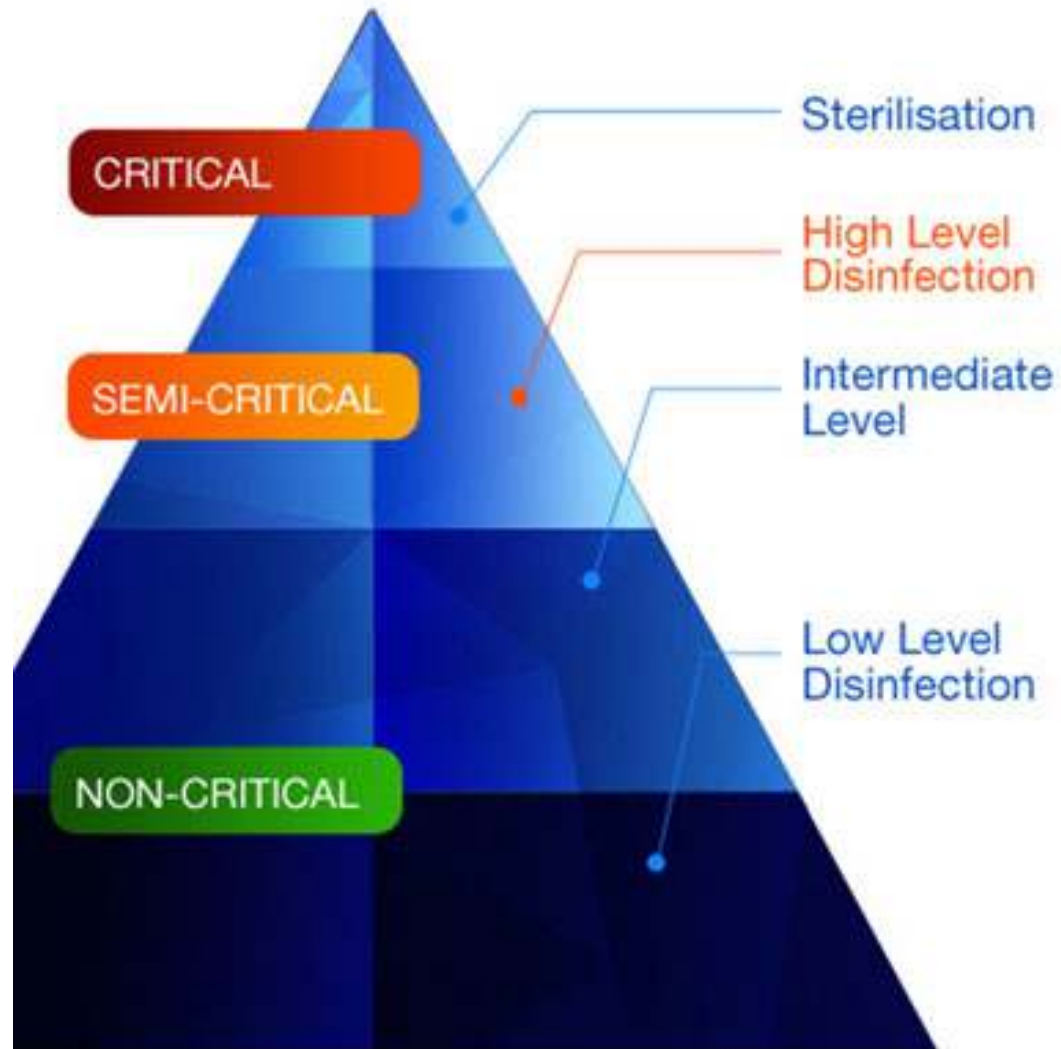 CRITICAL
Sterilisation
High Level
Disinfection
SEMI-CRITICAL
Intermediate
Level
Low Level
Disinfection
NON-CRITICAL